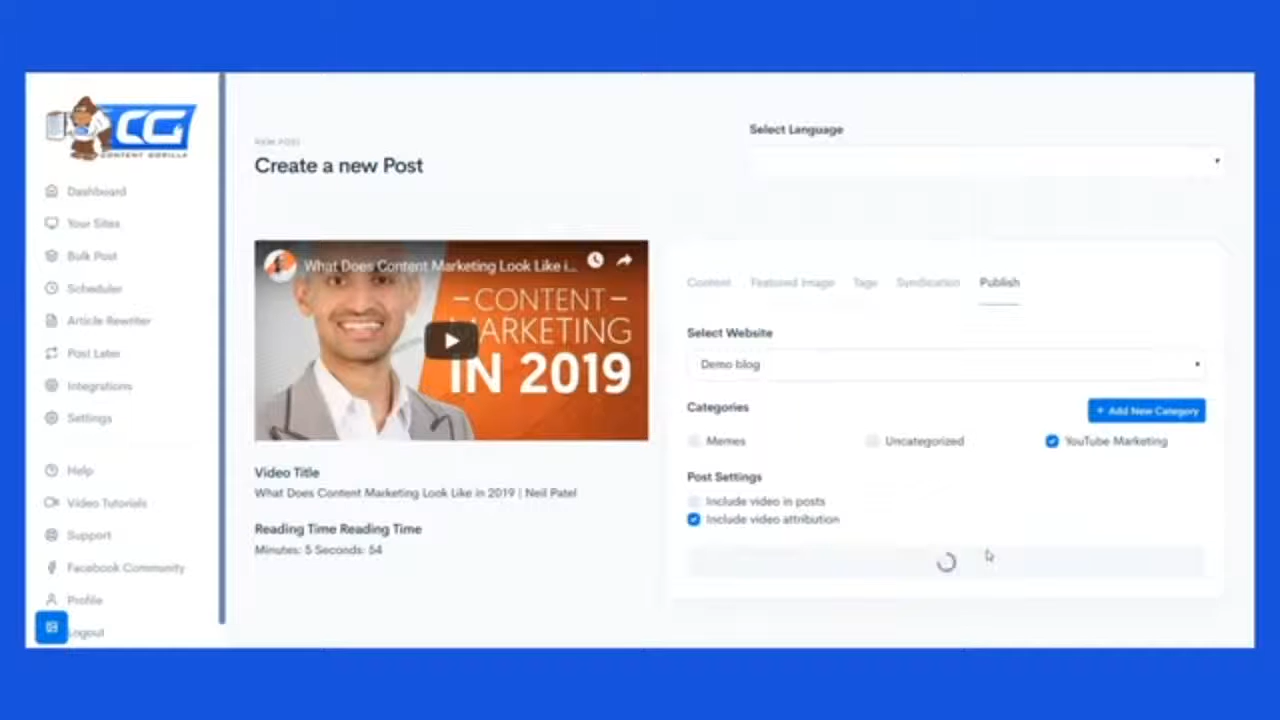 CG
CONTENT GORILLA
Dashboard
Your Sites
Bulk Post
Scheduler
Article Rewriter
Post Later
Integrations
Settings
Help
Video Tutorials
Support
Facebook Community
Profile
Logout
NEW POST
Create a new Post
Select Language
What Does Content Marketing Look Like i...
–CONTENT–
MARKETING
IN 2019
Video Title
What Does Content Marketing Look Like in 2019 | Neil Patel
Reading Time Reading Time
Minutes: 5 Seconds: 54
Content Featured Image Tags Syndication Publish
Select Website
Demo blog
Categories
+ Add New Category
Memes Uncategorized YouTube Marketing
Post Settings
Include video in posts
Include video attribution